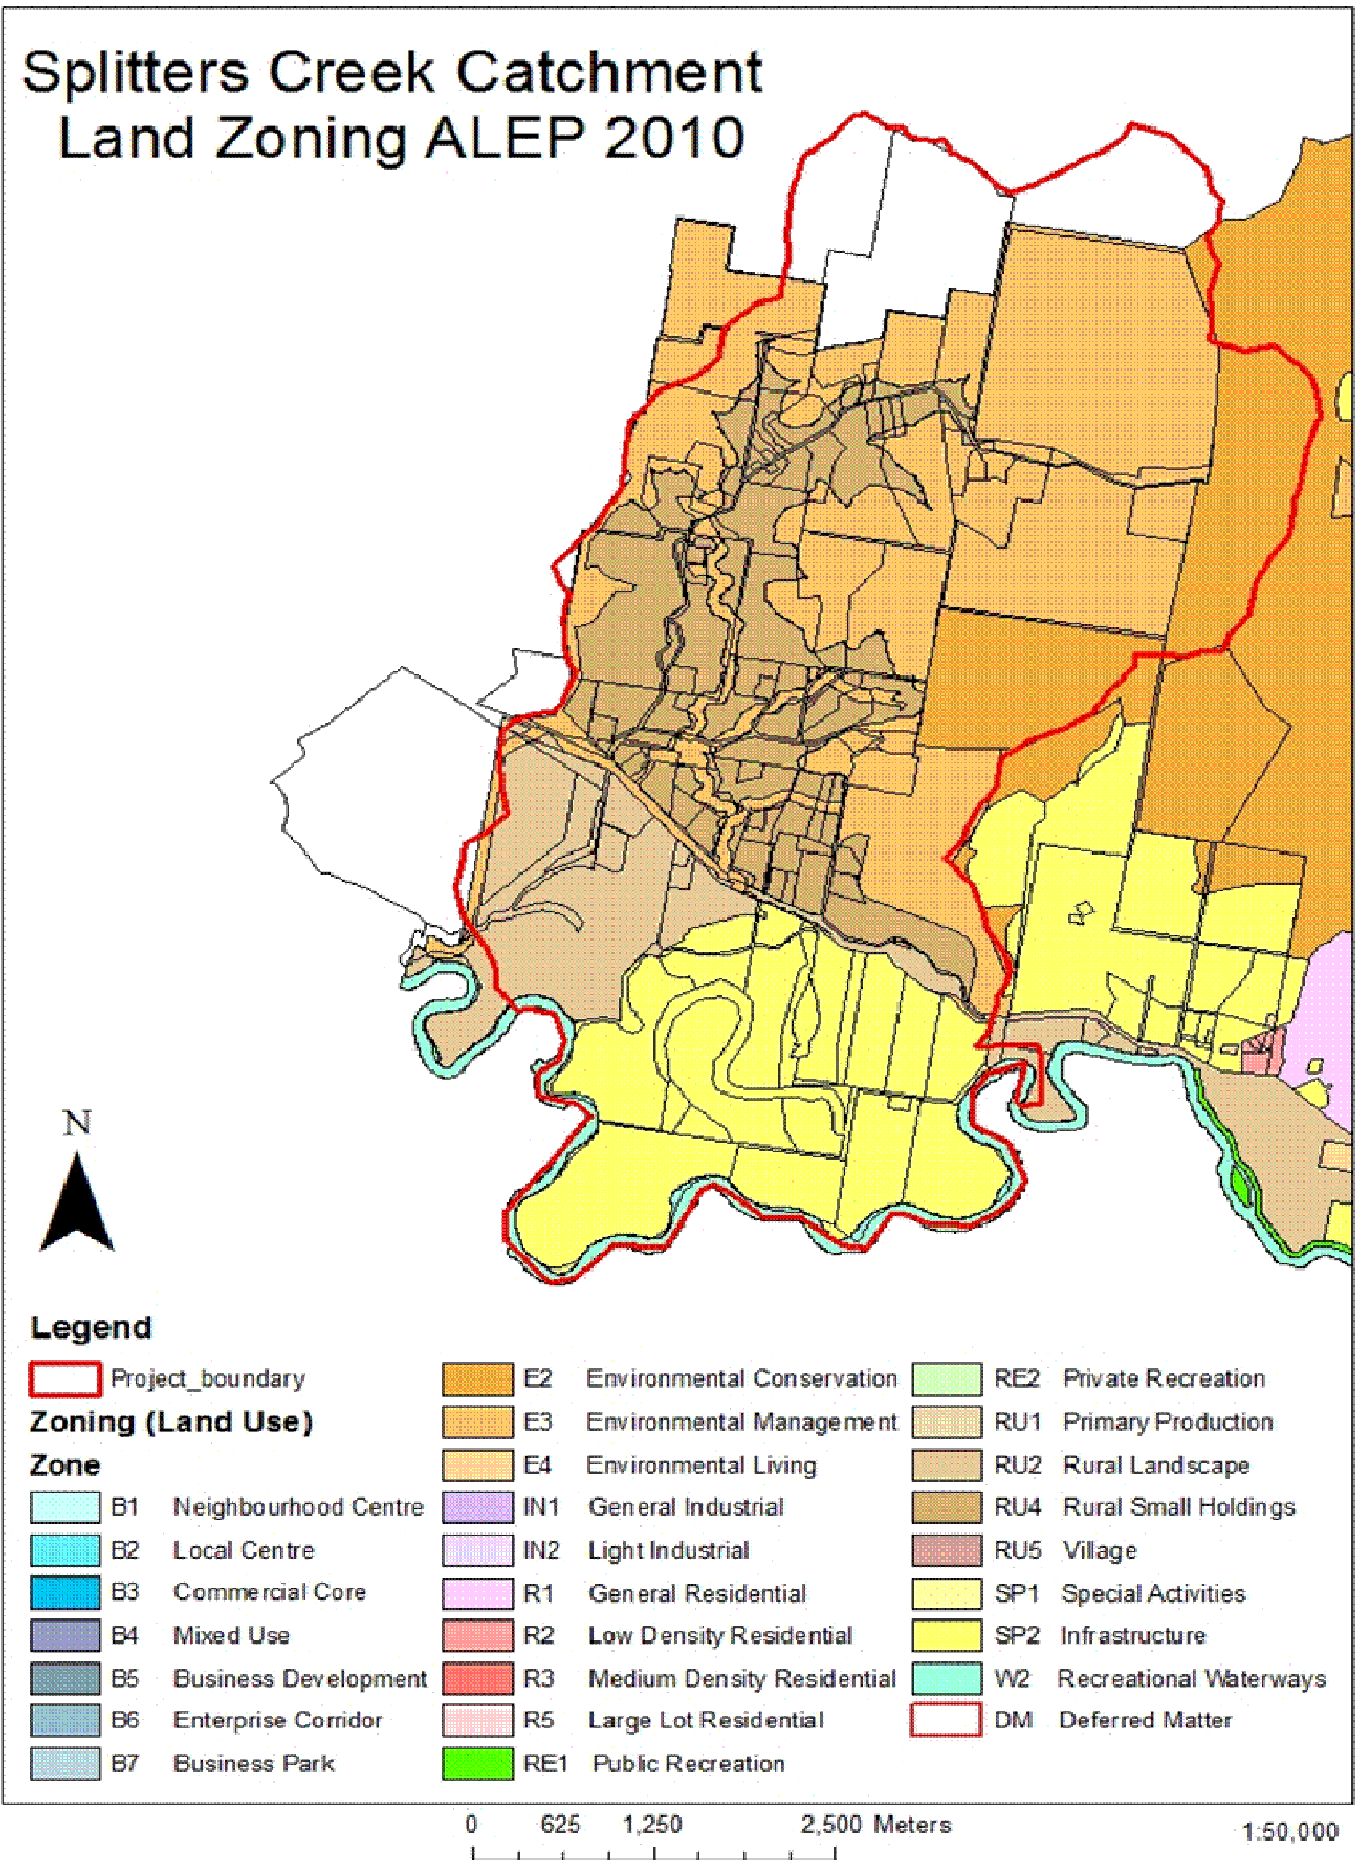 Splitters Creek Catchment
Land Zoning ALEP 2010
N
Legend
Project_boundary
Zoning (Land Use)
Zone
B1 Neighbourhood Centre
B2 Local Centre
B3 Commercial Core
B4 Mixed Use
B5 Business Development
B6 Enterprise Corridor
B7 Business Park
E2 Environmental Conservation
E3 Environmental Management
E4 Environmental Living
IN1 General Industrial
IN2 Light Industrial
R1 General Residential
R2 Low Density Residential
R3 Medium Density Residential
R5 Large Lot Residential
RE1 Public Recreation
RE2 Private Recreation
RU1 Primary Production
RU2 Rural Landscape
RU4 Rural Small Holdings
RU5 Village
SP1 Special Activities
SP2 Infrastructure
W2 Recreational Waterways
DM Deferred Matter
0 625 1,250 2,500 Meters
1:50,000